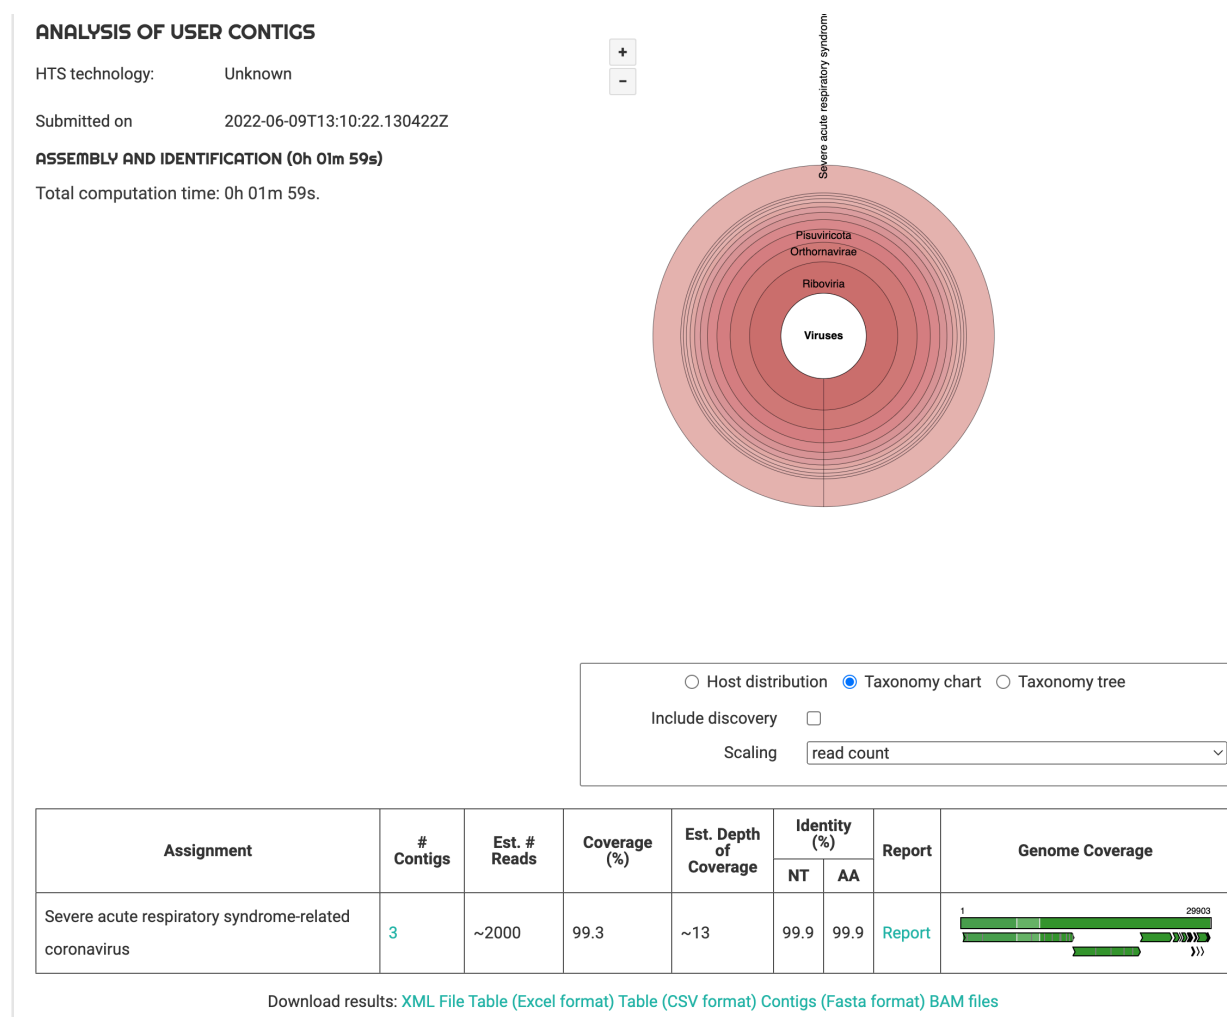 ANALYSIS OF USER CONTIGS
HTS technology: Unknown
Submitted on 2022-06-09T13:10:22.130422Z
ASSEMBLY AND IDENTIFICATION (0h 01m 59s)
Total computation time: 0h 01m 59s.
+
−
Severe acute respiratory syndrom
Pisuviricota
Orthornavirae
Riboviria
Viruses
Host distribution Taxonomy chart Taxonomy tree
Include discovery
Scaling read count
Assignment # Contigs Est. # Reads Coverage (%) Est. Depth of Coverage Identity (%) NT AA Report Genome Coverage
Severe acute respiratory syndrome-related
coronavirus
3 ~2000 99.3 ~13 99.9 99.9 Report 1 29903
Download results: XML File Table (Excel format) Table (CSV format) Contigs (Fasta format) BAM files